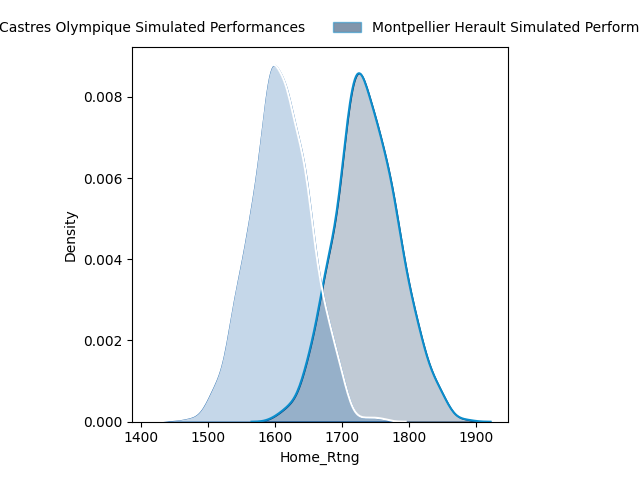 Castres Olympique Simulated Performances
Montpellier Herault Simulated Perform
0.008
0.006
0.004
0.002
0.000
Density
1400 1500 1600 1700 1800 1900
Home_Rtng